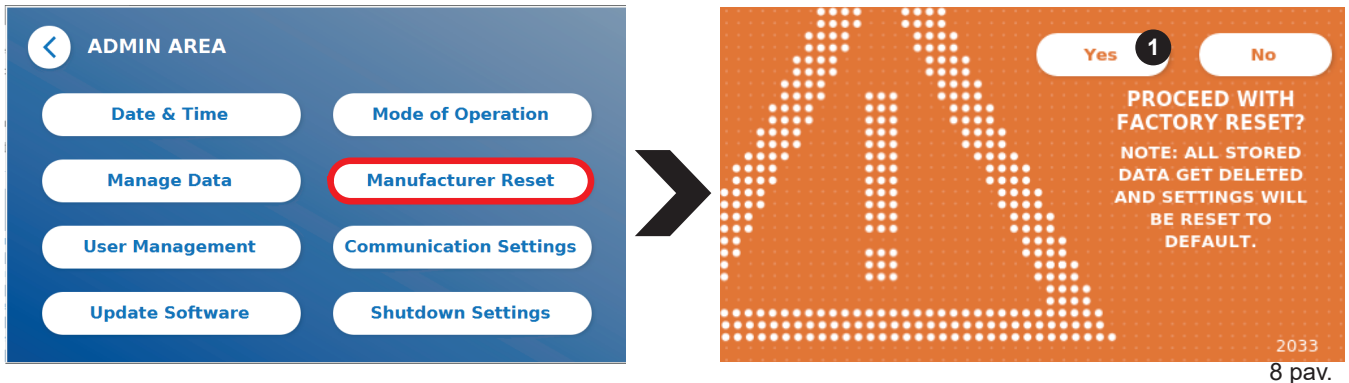 ADMIN AREA
Date & Time
Mode of Operation
Manage Data
Manufacturer Reset
User Management
Communication Settings
Update Software
Shutdown Settings
Yes
1
No
PROCEED WITH
FACTORY RESET?
NOTE: ALL STORED
DATA GET DELETED
AND SETTINGS WILL
BE RESET TO
DEFAULT.
2033
8 pav.